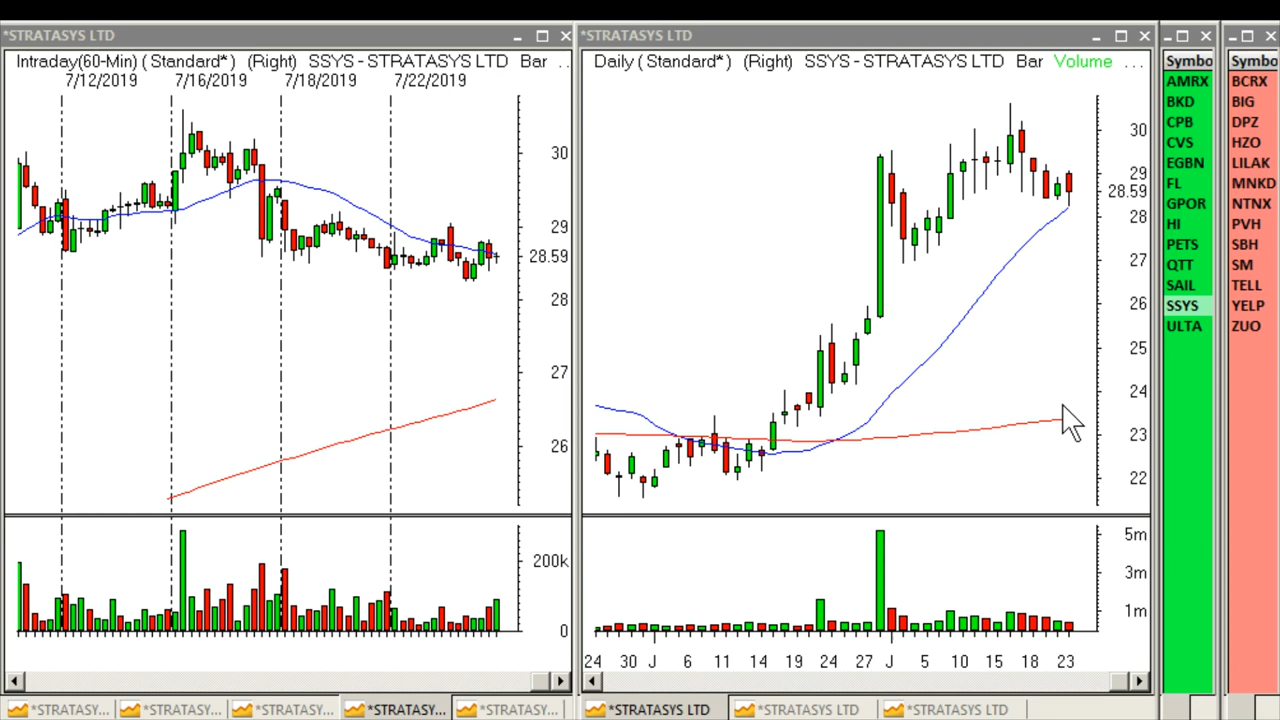 *STRATASYS LTD
Intraday(60-Min) ( Standard* ) (Right) SSYS - STRATASYS LTD Bar ..
7/12/2019 7/16/2019 7/18/2019 7/22/2019
30
29
28.59
28
27
26
200k
0
*STRATASY...
*STRATASY...
*STRATASY...
*STRATASY...
*STRATASY...
*STRATASYS LTD
Daily ( Standard* ) (Right) SSYS - STRATASYS LTD Bar Volume ...
30
29
28.59
28
27
26
25
24
23
22
5m
3m
1m
24 30 J 6 11 14 19 24 27 J 5 10 15 18 23
*STRATASYS LTD
*STRATASYS LTD
*STRATASYS LTD
Symbo
AMRX
BKD
CPB
CVS
EGBN
FL
GPOR
HI
PETS
QTT
SAIL
SSYS
ULTA
Symbo
BCRX
BIG
DPZ
HZO
LILAK
MNKD
NTNX
PVH
SBH
SM
TELL
YELP
ZUO